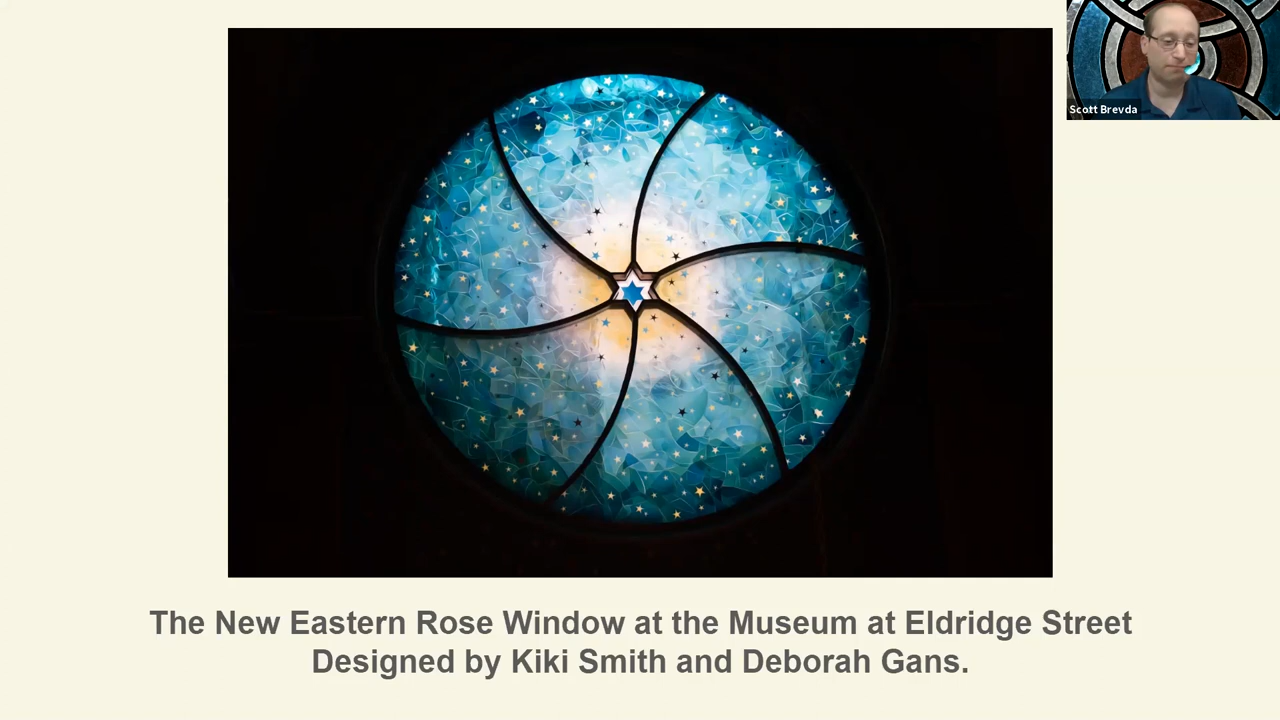 Scott Brevda
The New Eastern Rose Window at the Museum at Eldridge Street
Designed by Kiki Smith and Deborah Gans.